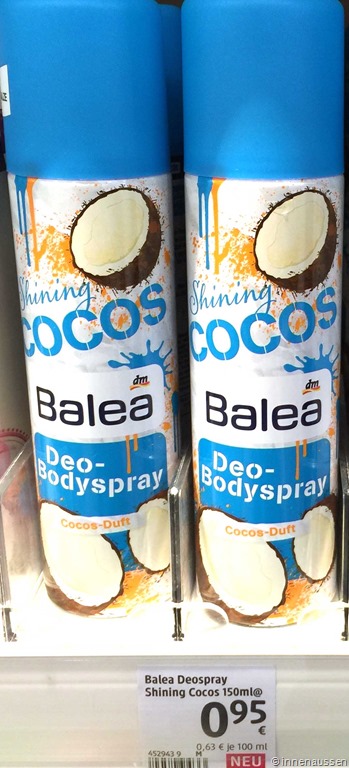 Shining
COCOS
dm
Balea
Deo-
Bodyspray
Cocos-Duft
Shining
COCOS
dm
Balea
Deo-
Bodyspray
Cocos-Duft
Balea Deospray
Shining Cocos 150ml@
0,95
€
0,63 € je 100 ml
452943 9 M
NEU
©innenaussen